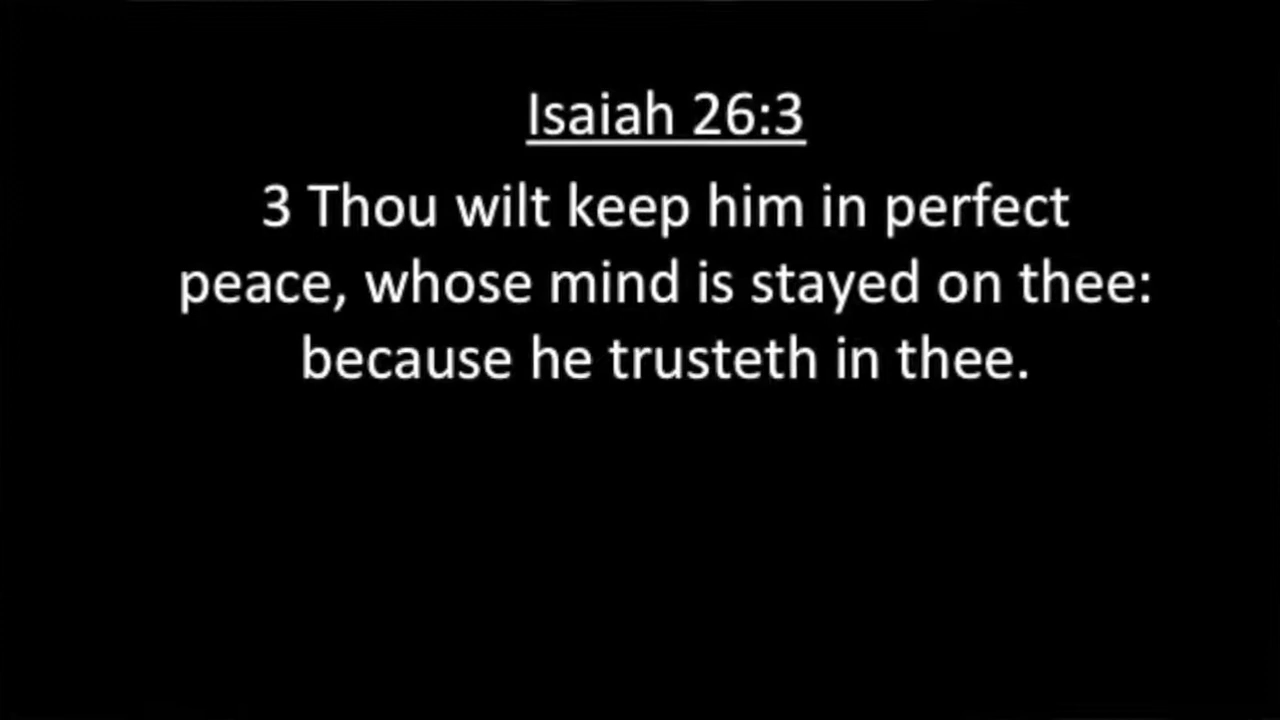 Isaiah 26:3
3 Thou wilt keep him in perfect
peace, whose mind is stayed on thee:
because he trusteth in thee.